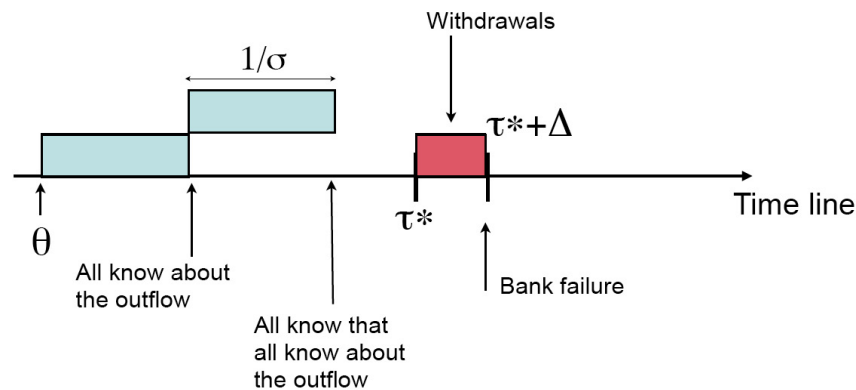 Withdrawals
1/σ
τ*+Δ
τ*
Time line
θ
All know about
the outflow
Bank failure
All know that
all know about
the outflow